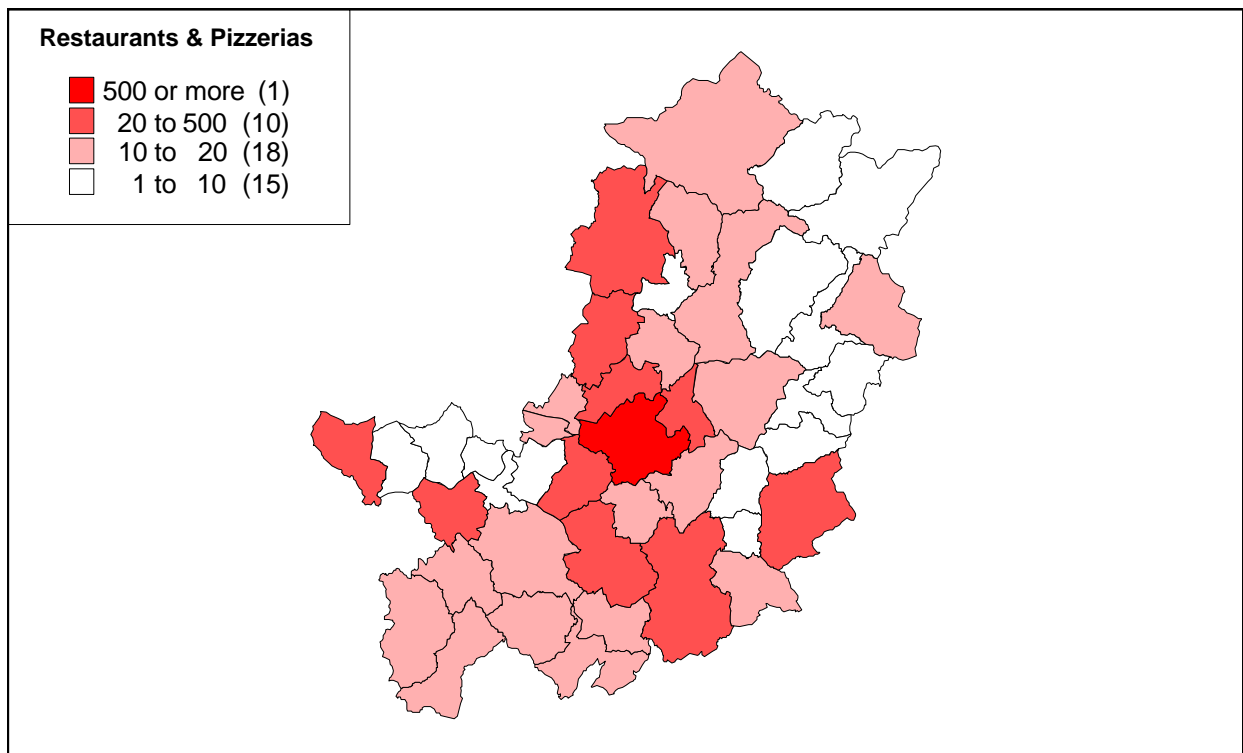 Restaurants & Pizzerias
500 or more (1)
20 to 500 (10)
10 to 20 (18)
1 to 10 (15)